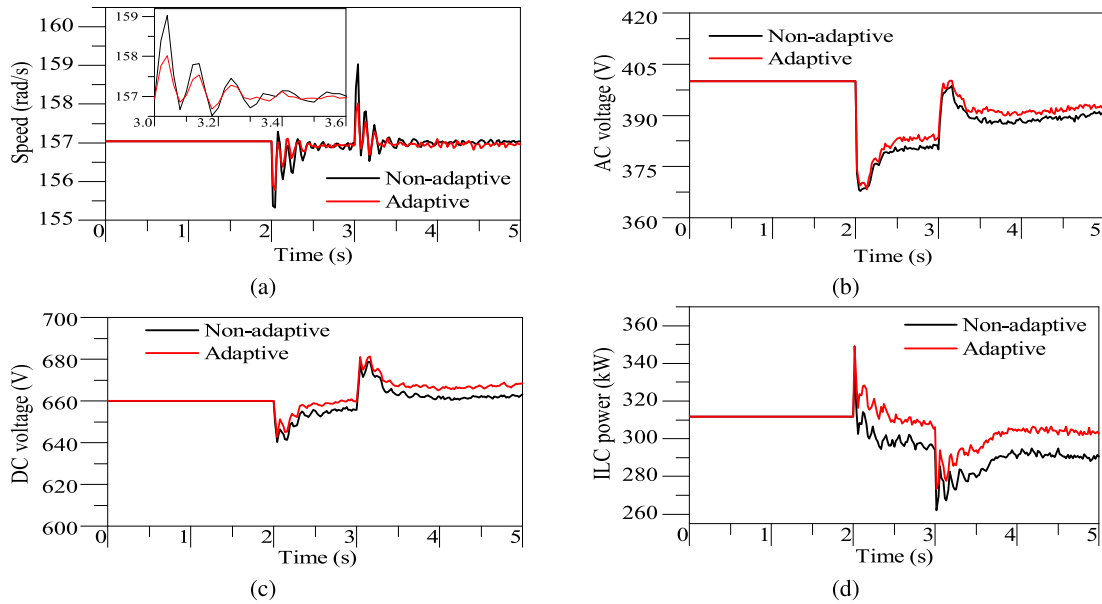 160
159
158
157
156
155
Speed (rad/s)
159
158
157
3.0 3.2 3.4 3.6
Non-adaptive
Adaptive
0 1 2 3 4 5
Time (s)
(a)
420
400
390
375
360
AC voltage (V)
Non-adaptive
Adaptive
0 1 2 3 4 5
Time (s)
(b)
700
680
660
640
620
600
DC voltage (V)
Non-adaptive
Adaptive
0 1 2 3 4 5
Time (s)
(c)
360
340
320
300
280
260
ILC power (kW)
Non-adaptive
Adaptive
0 1 2 3 4 5
Time (s)
(d)